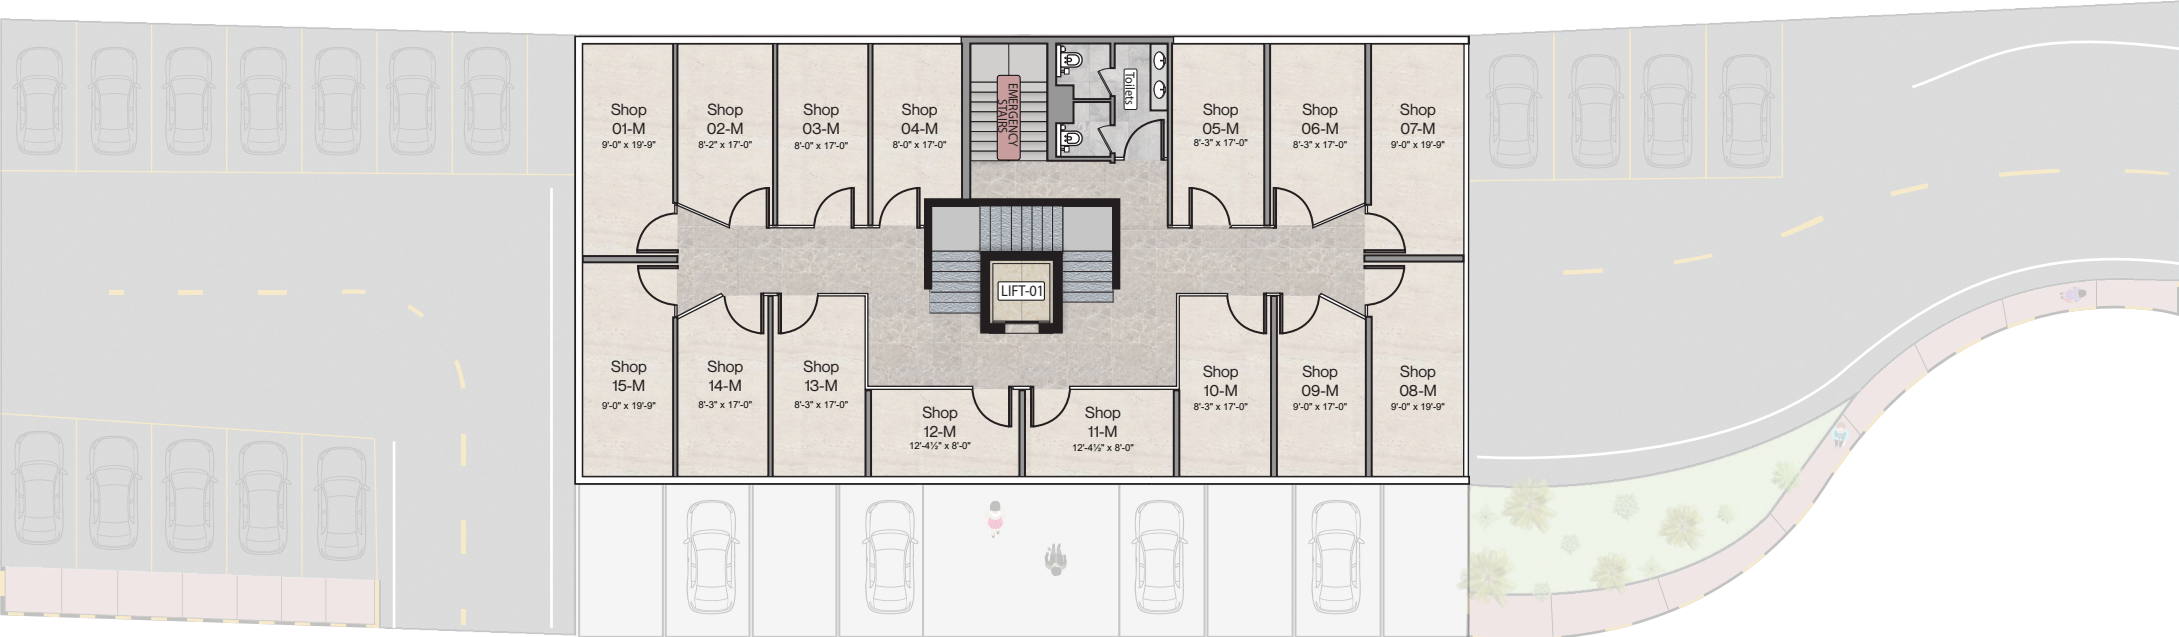 Shop
01-M
9'-0" x 19'-9"
Shop
02-M
8'-2" x 17'-0"
Shop
03-M
8'-0" x 17'-0"
Shop
04-M
8'-0" x 17'-0"
EMERGENCY
STAIRS
Toilets
Shop
05-M
8'-3" x 17'-0"
Shop
06-M
8'-3" x 17'-0"
Shop
07-M
9'-0" x 19'-9"
LIFT-01
Shop
15-M
9'-0" x 19'-9"
Shop
14-M
8'-3" x 17'-0"
Shop
13-M
8'-3" x 17'-0"
Shop
12-M
12'-4½" x 8'-0"
Shop
11-M
12'-4½" x 8'-0"
Shop
10-M
8'-3" x 17'-0"
Shop
09-M
9'-0" x 17'-0"
Shop
08-M
9'-0" x 19'-9"